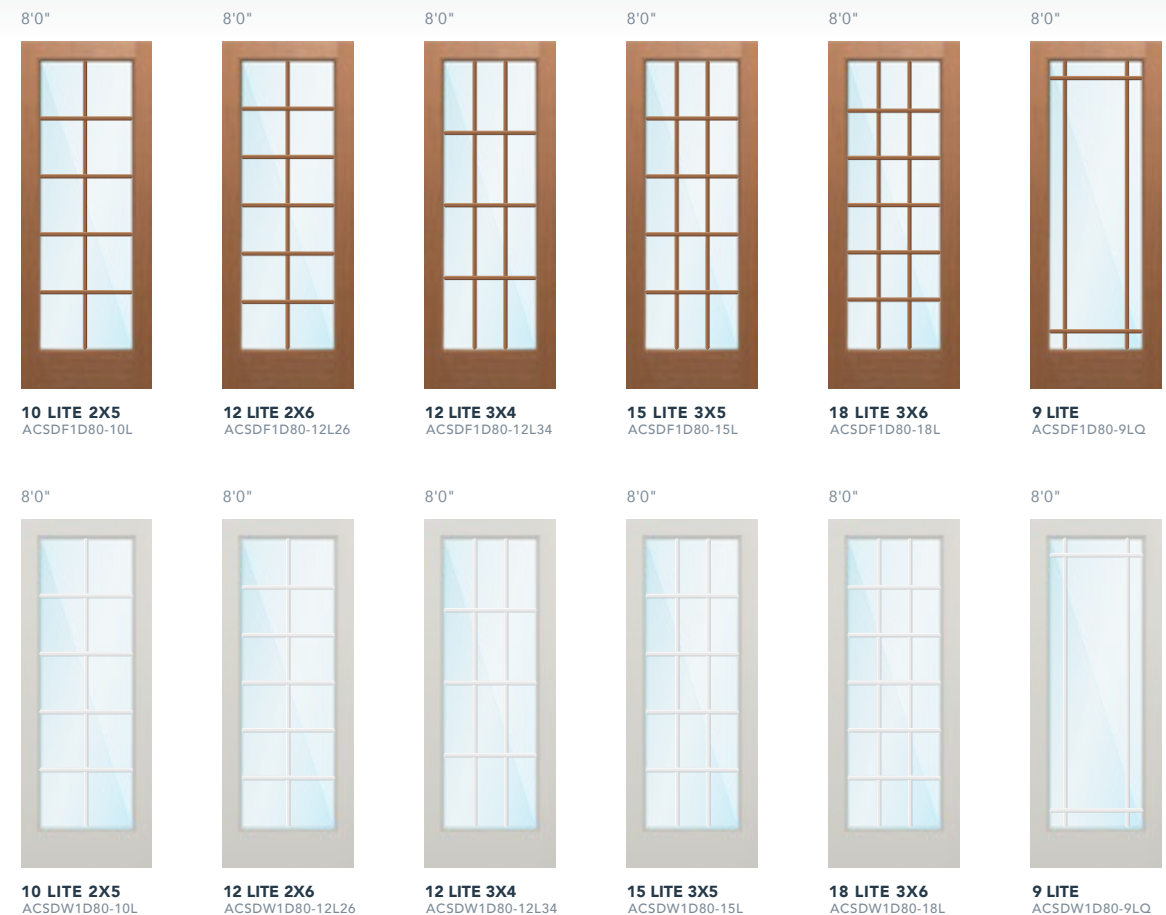 8'0" 8'0" 8'0" 8'0" 8'0" 8'0"
10 LITE 2X5 12 LITE 2X6 12 LITE 3X4 15 LITE 3X5 18 LITE 3X6 9 LITE
ACSDF1D80-10L ACSDF1D80-12L26 ACSDF1D80-12L34 ACSDF1D80-15L ACSDF1D80-18L ACSDF1D80-9LQ
8'0" 8'0" 8'0" 8'0" 8'0" 8'0"
10 LITE 2X5 12 LITE 2X6 12 LITE 3X4 15 LITE 3X5 18 LITE 3X6 9 LITE
ACSDW1D80-10L ACSDW1D80-12L26 ACSDW1D80-12L34 ACSDW1D80-15L ACSDW1D80-18L ACSDW1D80-9LQ